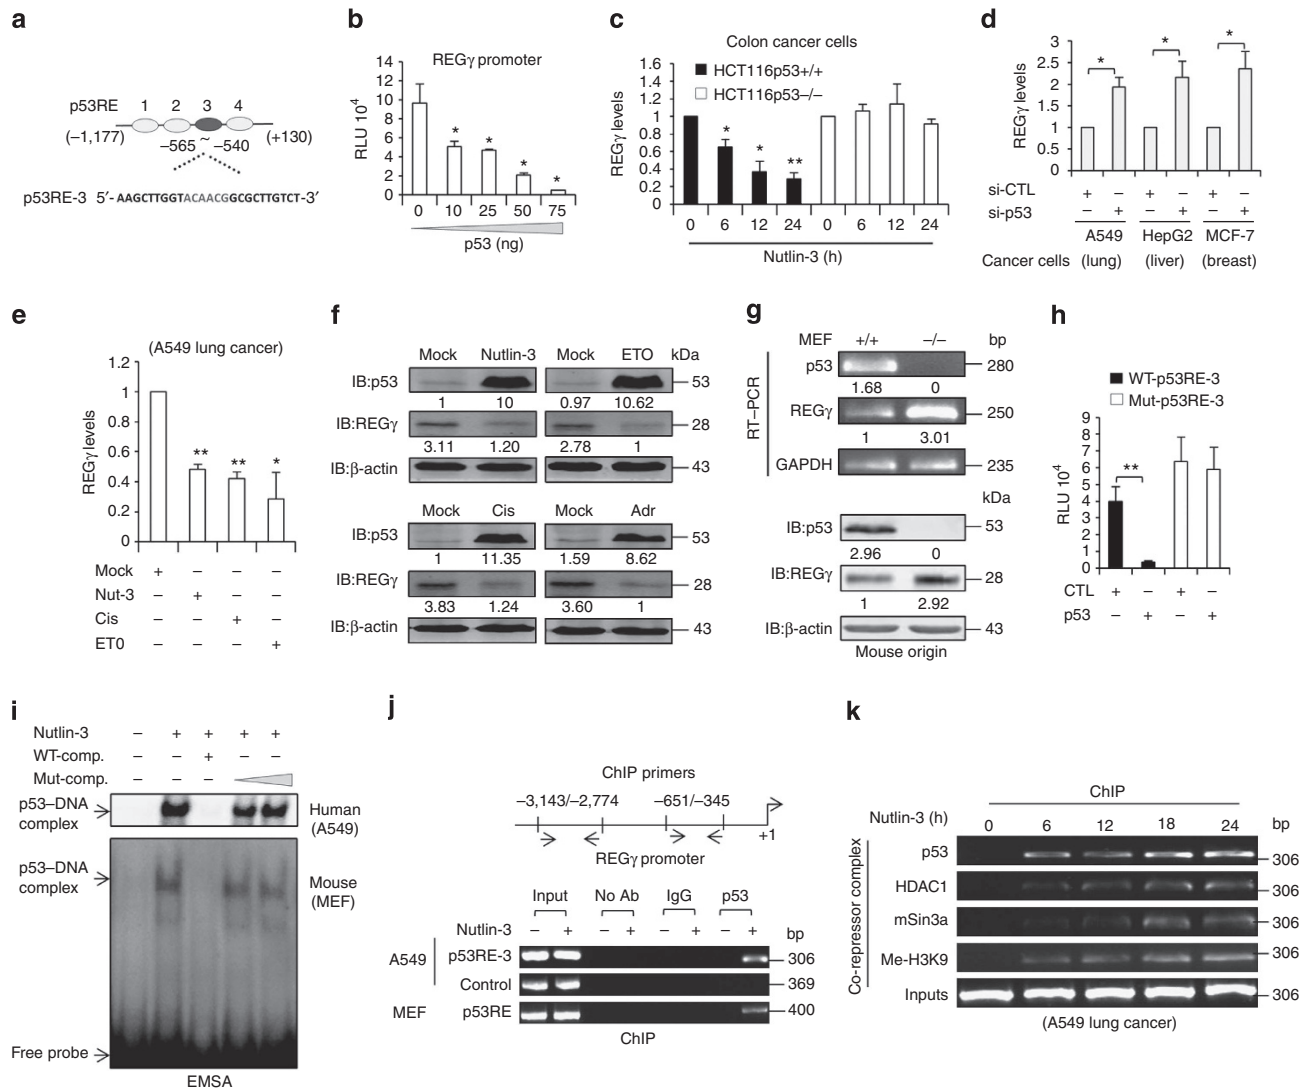 a
p53RE 1 2 3 4
(–1,177) (+130)
–565 ~ –540
p53RE-3 5′-AAGCTTGGTACAACGGGCGCTTGTCT-3′
b
REGγ promoter
RLU 10⁴
14
12
10
8
6
4
2
0
* * * *
0 10 25 50 75
p53 (ng)
c
Colon cancer cells
HCT116p53+/+
HCT116p53–/–
REGγ levels
1.6
1.4
1.2
1.0
0.8
0.6
0.4
0.2
0
* * **
0 6 12 24 0 6 12 24
Nutlin-3 (h)
d
REGγ levels
3
2.5
2
1.5
1
0.5
0
* * *
si-CTL + – + – + –
si-p53 – + – + – +
A549 HepG2 MCF-7
Cancer cells (lung) (liver) (breast)
e
(A549 lung cancer)
REGγ levels
1.2
1
0.8
0.6
0.4
0.2
0
** ** *
Mock + – – –
Nut-3 – + – –
Cis – – + –
ET0 – – – +
f
Mock Nutlin-3 Mock ETO kDa
IB:p53 53
1 10 0.97 10.62
IB:REGγ 28
3.11 1.20 2.78 1
IB:β-actin 43
Mock Cis Mock Adr
IB:p53 53
1 11.35 1.59 8.62
IB:REGγ 28
3.83 1.24 3.60 1
IB:β-actin 43
g
MEF +/+ –/– bp
RT–PCR
p53 280
1.68 0
REGγ 250
1 3.01
GAPDH 235
kDa
IB:p53 53
2.96 0
IB:REGγ 28
1 2.92
IB:β-actin 43
Mouse origin
h
WT-p53RE-3
Mut-p53RE-3
RLU 10⁴
9
8
7
6
5
4
3
2
1
0
**
CTL + – + –
p53 – + – +
i
Nutlin-3 – + + + +
WT-comp. – – + – –
Mut-comp. – – –
p53–DNA
complex
Human
(A549)
p53–DNA
complex
Mouse
(MEF)
Free probe
EMSA
j
ChIP primers
–3,143/–2,774 –651/–345
+1
REGγ promoter
Input No Ab IgG p53
Nutlin-3 – + – + – + – + bp
A549 p53RE-3 306
Control 369
MEF p53RE 400
ChIP
k
ChIP
Nutlin-3 (h) 0 6 12 18 24 bp
Co-repressor complex
p53 306
HDAC1 306
mSin3a 306
Me-H3K9 306
Inputs 306
(A549 lung cancer)